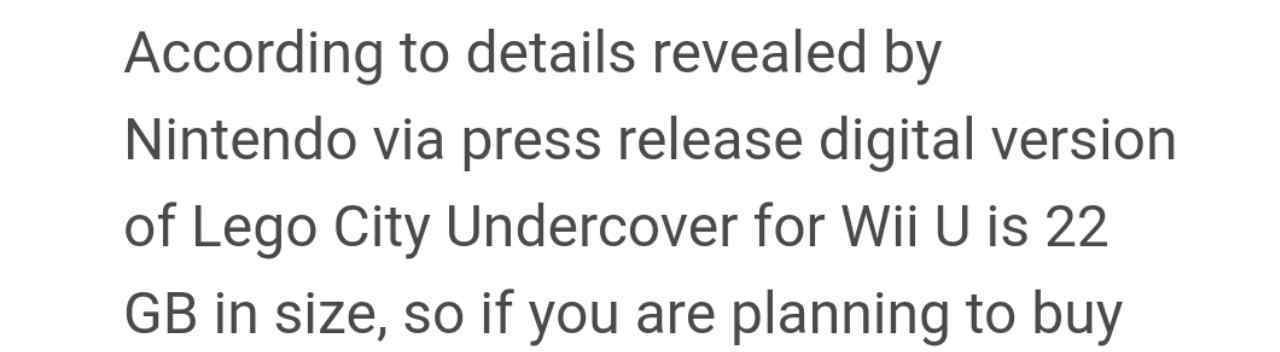 According to details revealed by
Nintendo via press release digital version
of Lego City Undercover for Wii U is 22
GB in size, so if you are planning to buy